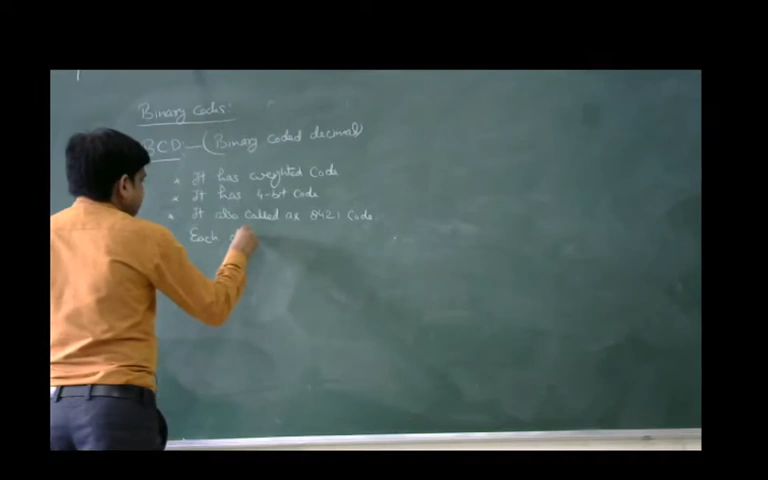 Binary codes:
BCD - (Binary coded decimal)
* It has weighted Code
* It has 4-bit Code
* It also called as 8421 Code
Each